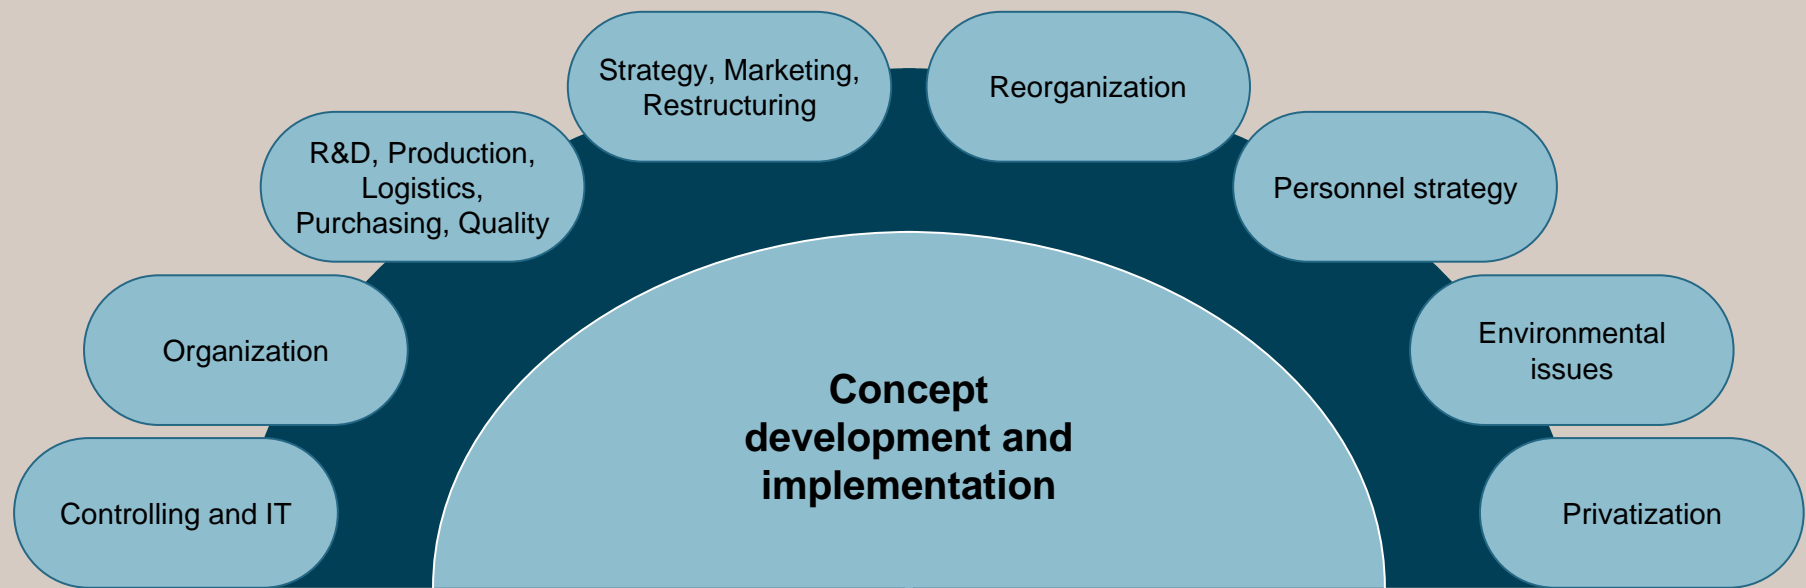 Strategy, Marketing,
Restructuring
Reorganization
R&D, Production,
Logistics,
Purchasing, Quality
Personnel strategy
Organization
Environmental
issues
Concept
development and
implementation
Controlling and IT
Privatization